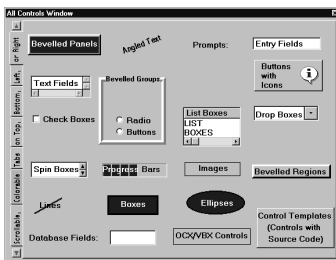 All Controls Window
Bevelled Panels
Angled Text
Prompts:
Entry Fields
Text Fields
Bevelled Groups
Radio
Buttons
Buttons with Icons
Check Boxes
List Boxes
LIST
BOXES
Drop Boxes
Spin Boxes
Progress Bars
Images
Bevelled Regions
Lines
Boxes
Ellipses
Control Templates
(Controls with
Source Code)
Database Fields:
OCX/VBX Controls
Scrollable, Colorable Tabs on Top, Bottom, Left, or Right